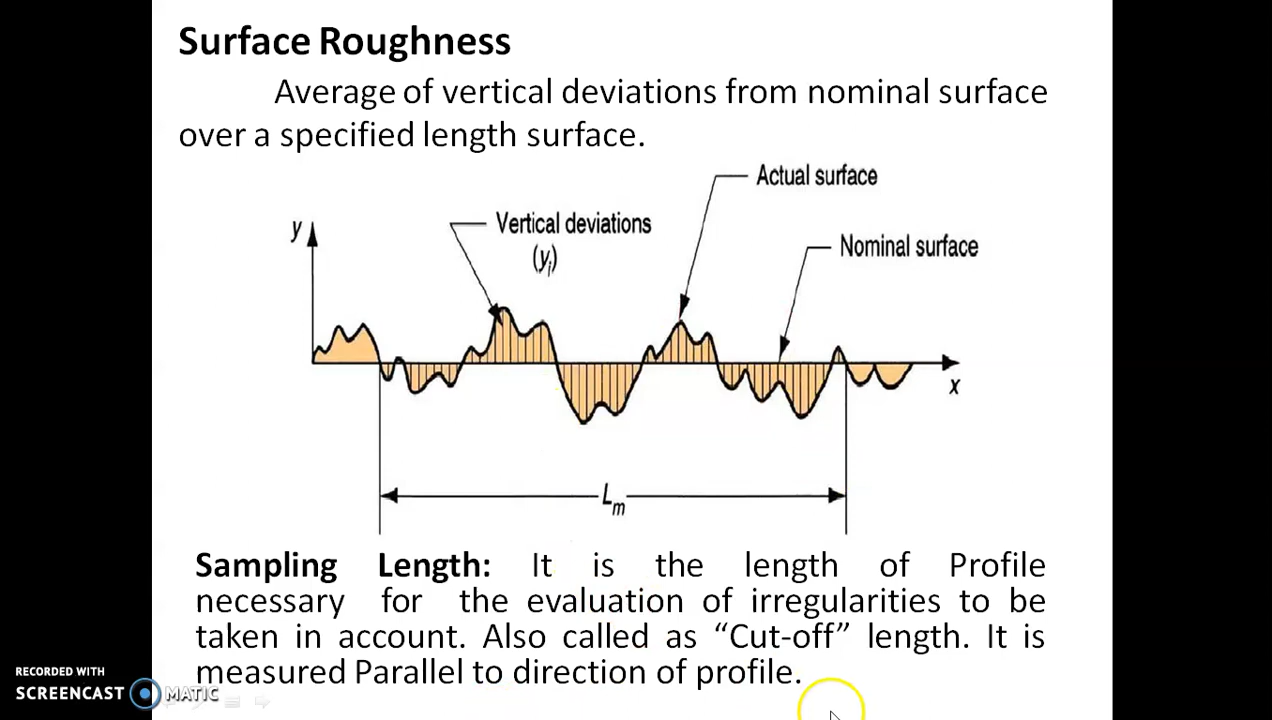 Surface Roughness
Average of vertical deviations from nominal surface
over a specified length surface.
Actual surface
Vertical deviations
(yi)
Nominal surface
y
x
Lm
Sampling Length: It is the length of Profile
necessary for the evaluation of irregularities to be
taken in account. Also called as “Cut-off” length. It is
measured Parallel to direction of profile.
RECORDED WITH
SCREENCAST MATIC